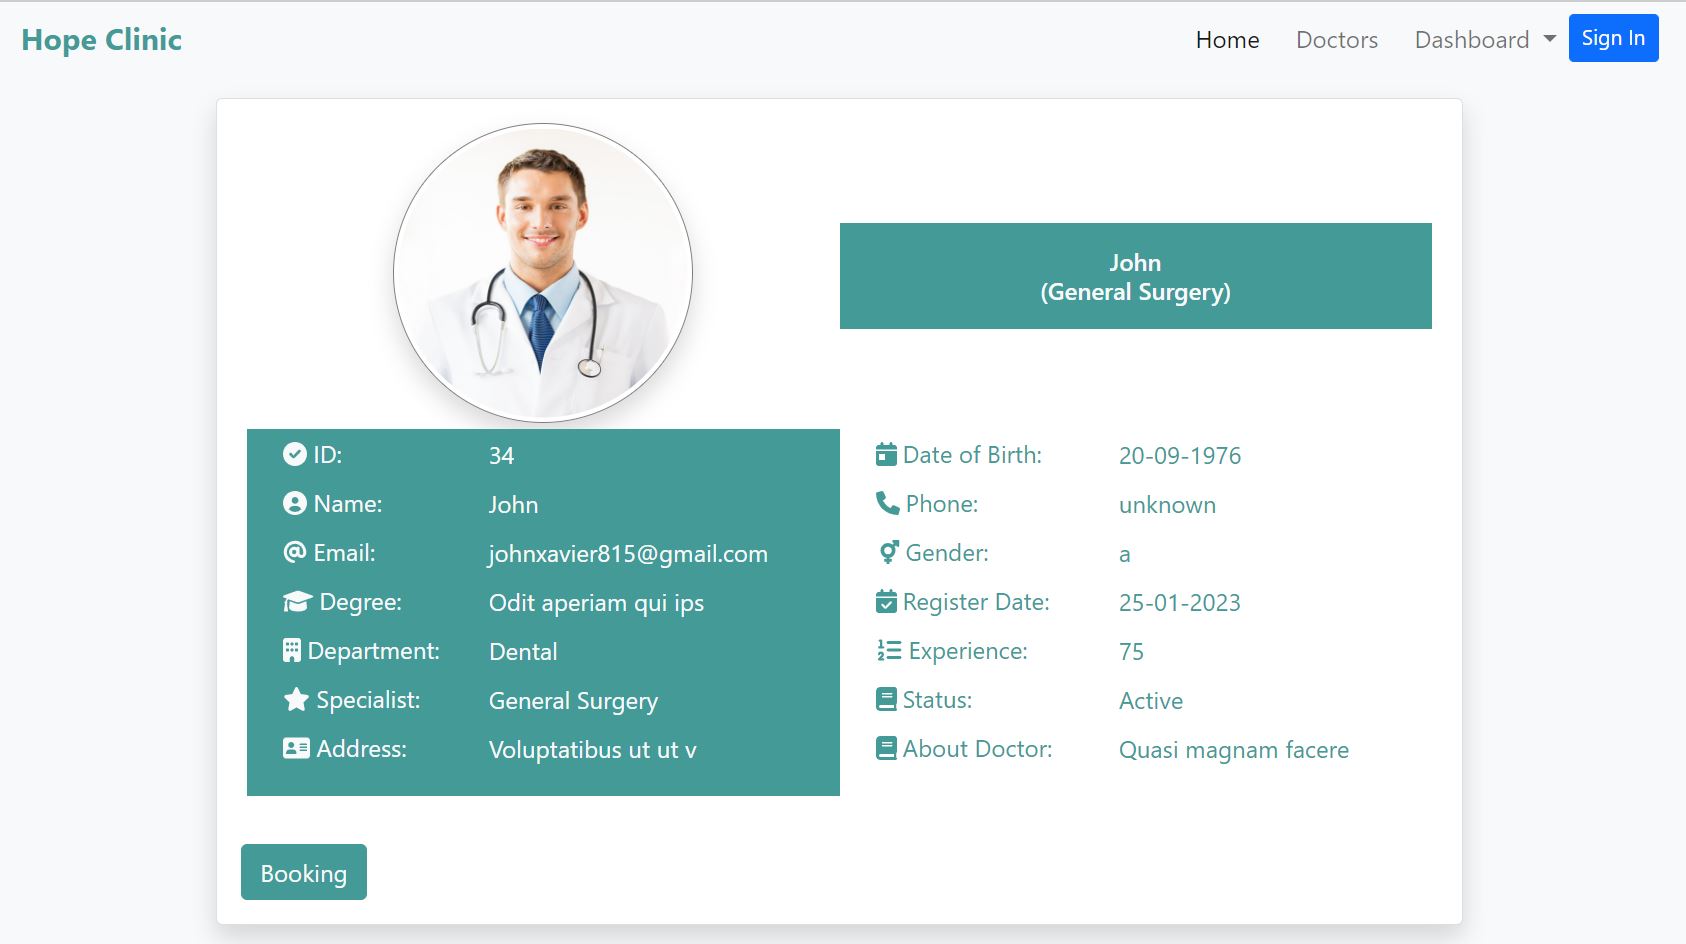 Hope Clinic
Home Doctors Dashboard Sign In
John
(General Surgery)
ID: 34
Name: John
Email: johnxavier815@gmail.com
Degree: Odit aperiam qui ips
Department: Dental
Specialist: General Surgery
Address: Voluptatibus ut ut v
Date of Birth: 20-09-1976
Phone: unknown
Gender: a
Register Date: 25-01-2023
Experience: 75
Status: Active
About Doctor: Quasi magnam facere
Booking